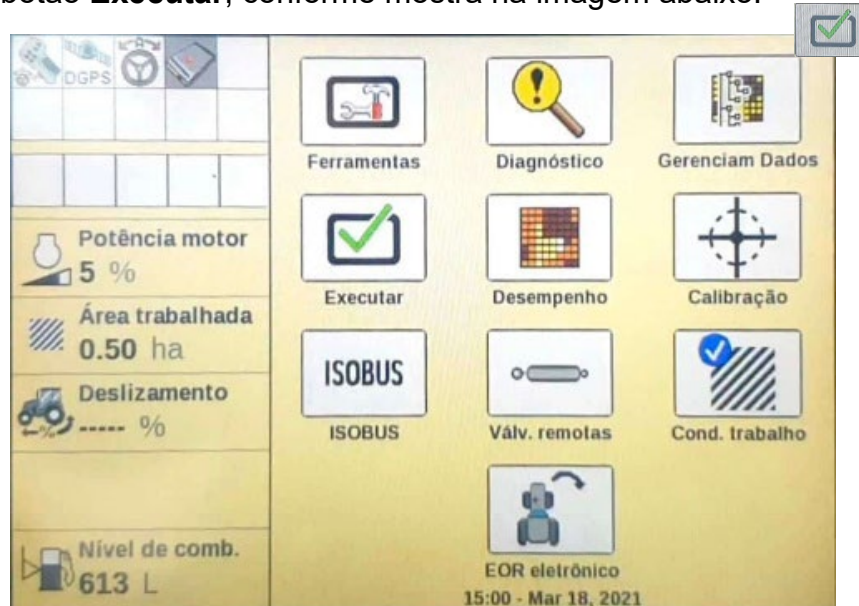 botão Executar, conforme mostra na imagem abaixo.
DGPS
Ferramentas
Diagnóstico
Gerenciam Dados
Potência motor
5 %
Executar
Desempenho
Calibração
Área trabalhada
0.50 ha
ISOBUS
Deslizamento
----- %
ISOBUS
Válv. remotas
Cond. trabalho
Nível de comb.
613 L
EOR eletrônico
15:00 - Mar 18, 2021